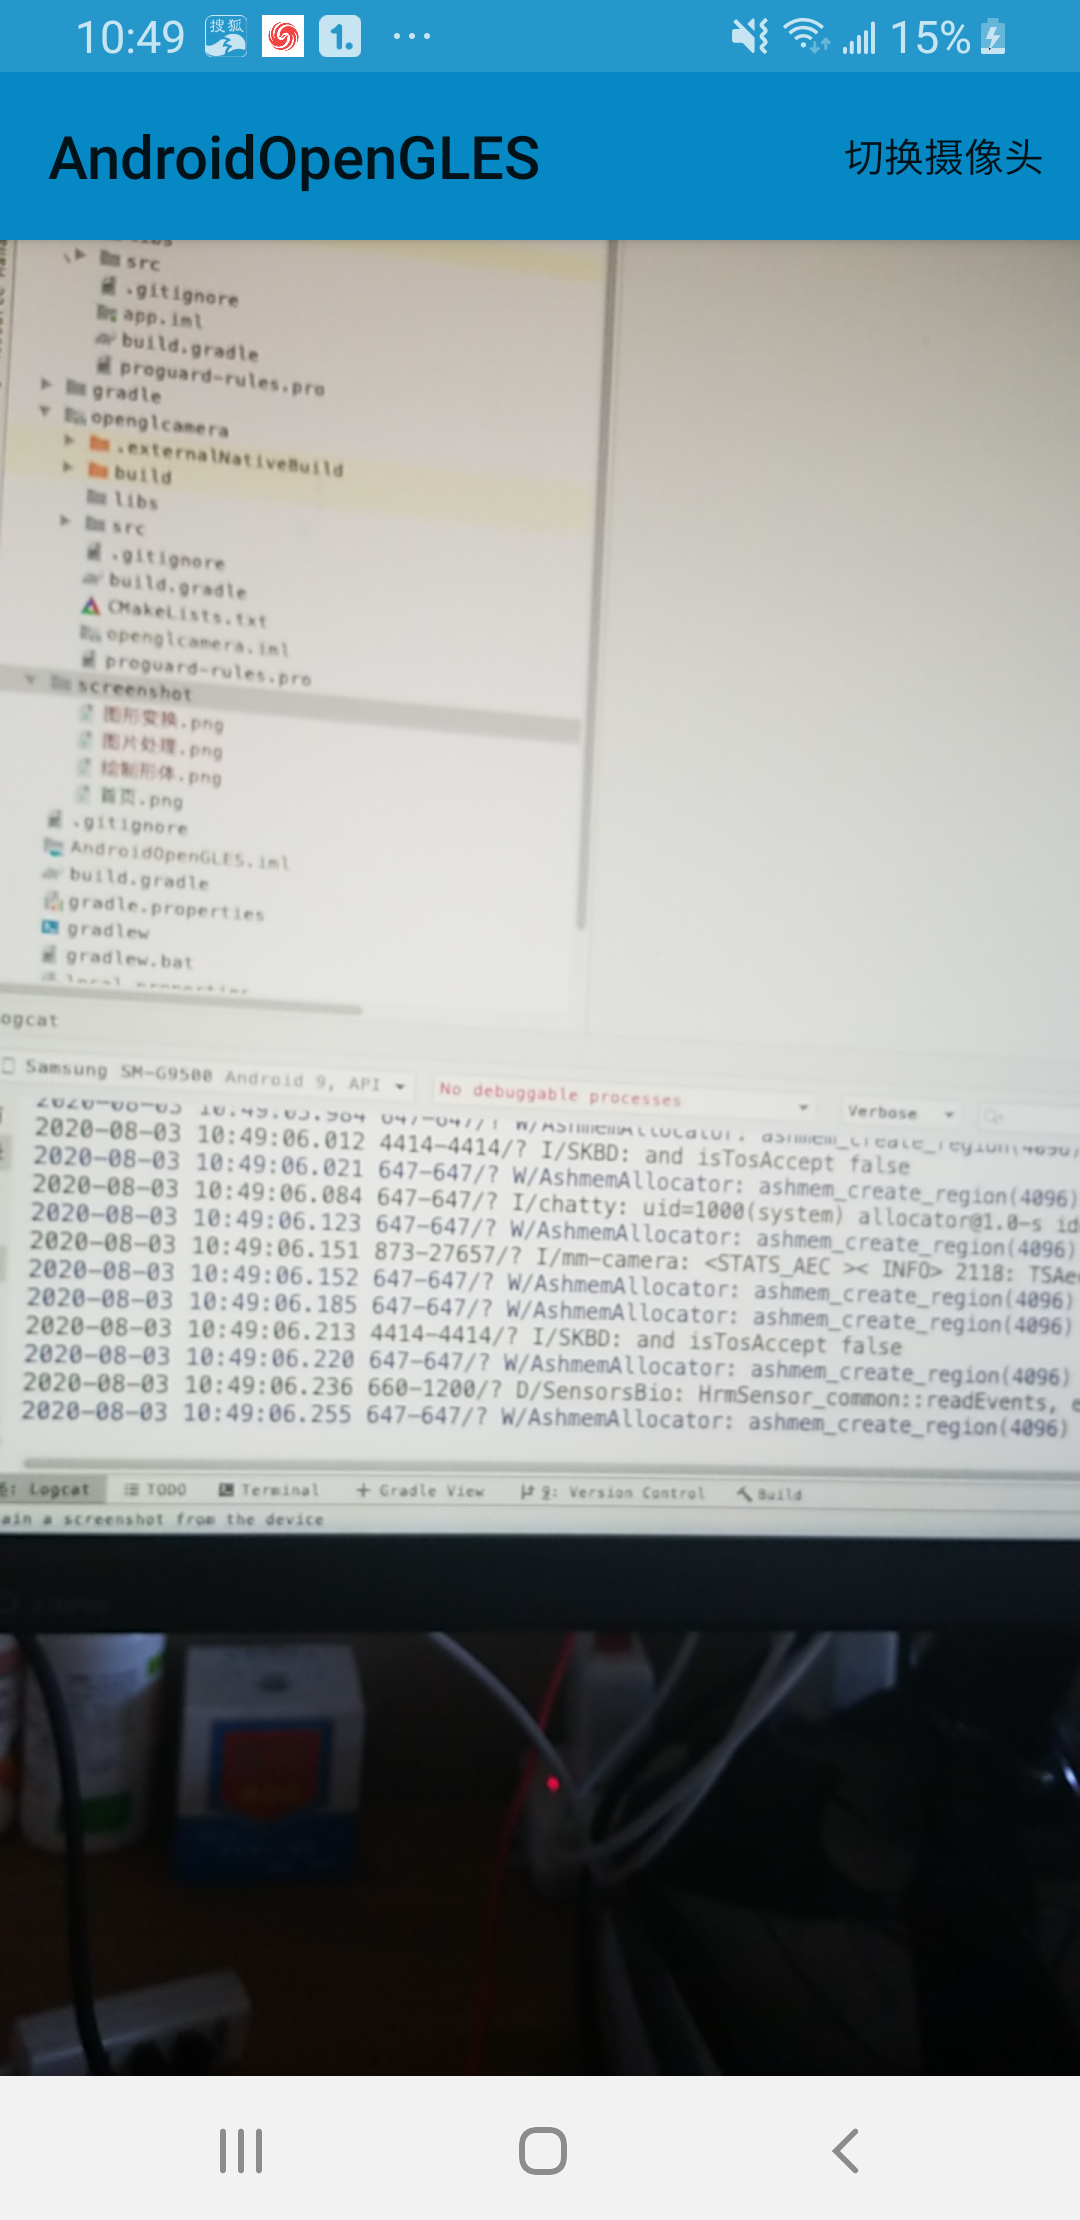 10:49 搜狐 1. ... 15%
AndroidOpenGLES 切换摄像头
src
.gitignore
app.iml
build.gradle
proguard-rules.pro
gradle
openglcamera
.externalNativeBuild
build
libs
src
.gitignore
build.gradle
CMakeLists.txt
openglcamera.iml
proguard-rules.pro
screenshot
图形变换.png
图片处理.png
绘制形体.png
首页.png
.gitignore
AndroidOpenGLES.iml
build.gradle
gradle.properties
gradlew
gradlew.bat
ogcat
Samsung SM-G9500 Android 9, API No debuggable processes Verbose
2020-08-03 10:49:05.984 647-647/? W/AshmemAllocator: ashmem_create_region(4096)
2020-08-03 10:49:06.012 4414-4414/? I/SKBD: and isTosAccept false
2020-08-03 10:49:06.021 647-647/? W/AshmemAllocator: ashmem_create_region(4096)
2020-08-03 10:49:06.084 647-647/? I/chatty: uid=1000(system) allocator@1.0-s id
2020-08-03 10:49:06.123 647-647/? W/AshmemAllocator: ashmem_create_region(4096)
2020-08-03 10:49:06.151 873-27657/? I/mm-camera: <STATS_AEC >< INFO> 2118: TSAe
2020-08-03 10:49:06.152 647-647/? W/AshmemAllocator: ashmem_create_region(4096)
2020-08-03 10:49:06.185 647-647/? W/AshmemAllocator: ashmem_create_region(4096)
2020-08-03 10:49:06.213 4414-4414/? I/SKBD: and isTosAccept false
2020-08-03 10:49:06.220 647-647/? W/AshmemAllocator: ashmem_create_region(4096)
2020-08-03 10:49:06.236 660-1200/? D/SensorsBio: HrmSensor_common::readEvents, e
2020-08-03 10:49:06.255 647-647/? W/AshmemAllocator: ashmem_create_region(4096)
6: Logcat TODO Terminal Gradle View 9: Version Control Build
ain a screenshot from the device